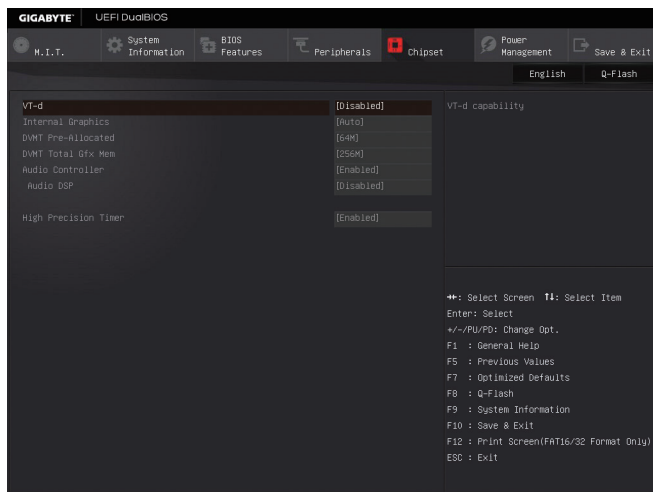 GIGABYTE™ UEFI DualBIOS
M.I.T.
System Information
BIOS Features
Peripherals
Chipset
Power Management
Save & Exit
English Q-Flash
VT-d [Disabled]
Internal Graphics [Auto]
DVMT Pre-Allocated [64M]
DVMT Total Gfx Mem [256M]
Audio Controller [Enabled]
Audio DSP [Disabled]
High Precision Timer [Enabled]
VT-d capability
→←: Select Screen ↑↓: Select Item
Enter: Select
+/-/PU/PD: Change Opt.
F1 : General Help
F5 : Previous Values
F7 : Optimized Defaults
F8 : Q-Flash
F9 : System Information
F10 : Save & Exit
F12 : Print Screen(FAT16/32 Format Only)
ESC : Exit